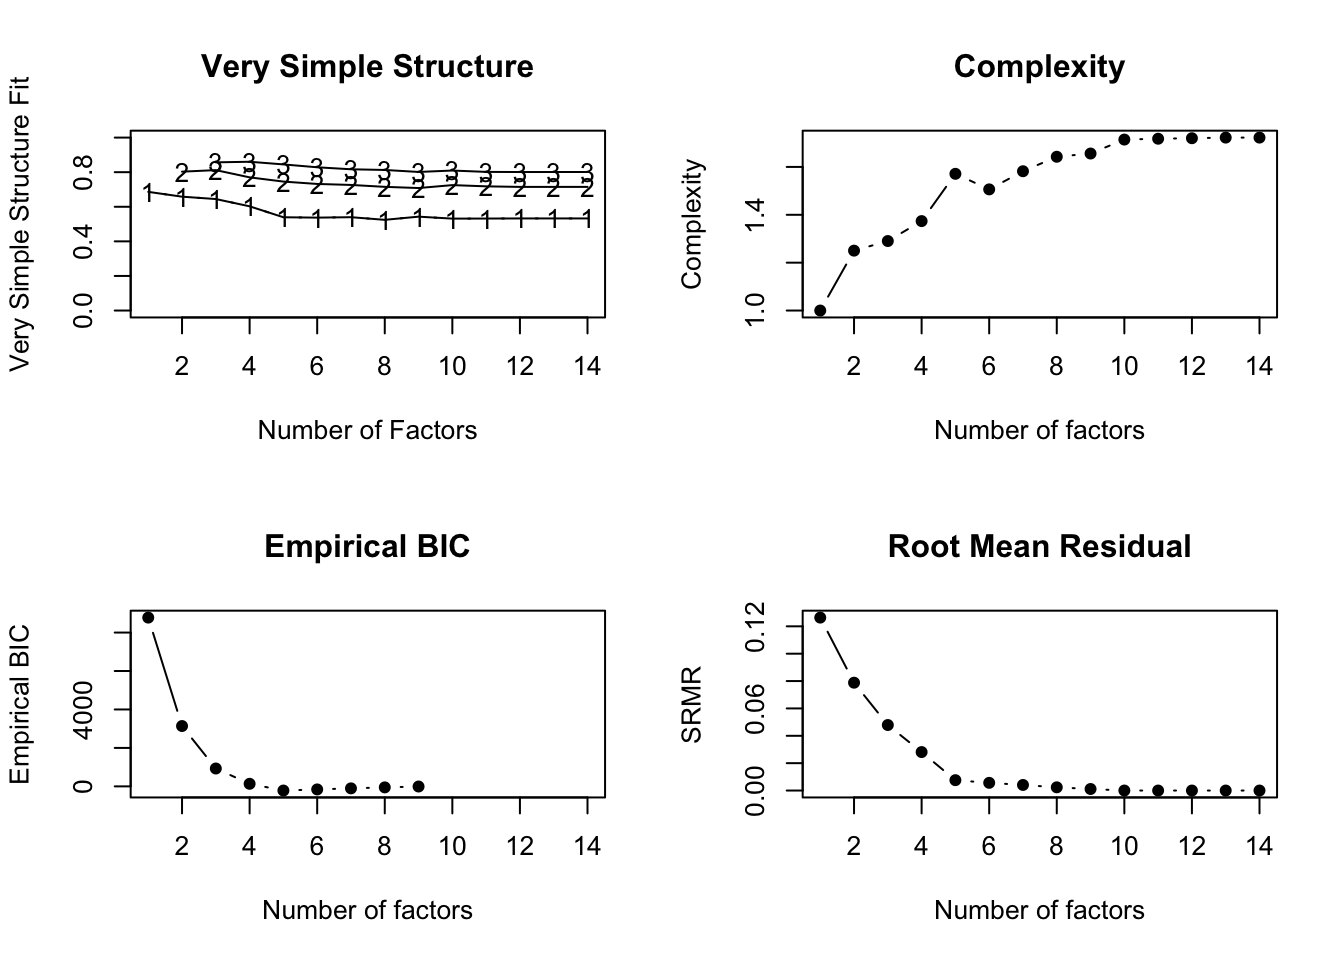 Very Simple Structure
Very Simple Structure Fit
0.8
0.4
0.0
3 3 3 3 3 3 3 3 3 3 3 3
2 2 2 2 2 2 2 2 2 2 2 2 2
1 1 1 1 1 1 1 1 1 1 1 1 1 1
2 4 6 8 10 12 14
Number of Factors
Complexity
Complexity
1.4
1.0
2 4 6 8 10 12 14
Number of factors
Empirical BIC
Empirical BIC
4000
0
2 4 6 8 10 12 14
Number of factors
Root Mean Residual
SRMR
0.12
0.06
0.00
2 4 6 8 10 12 14
Number of factors